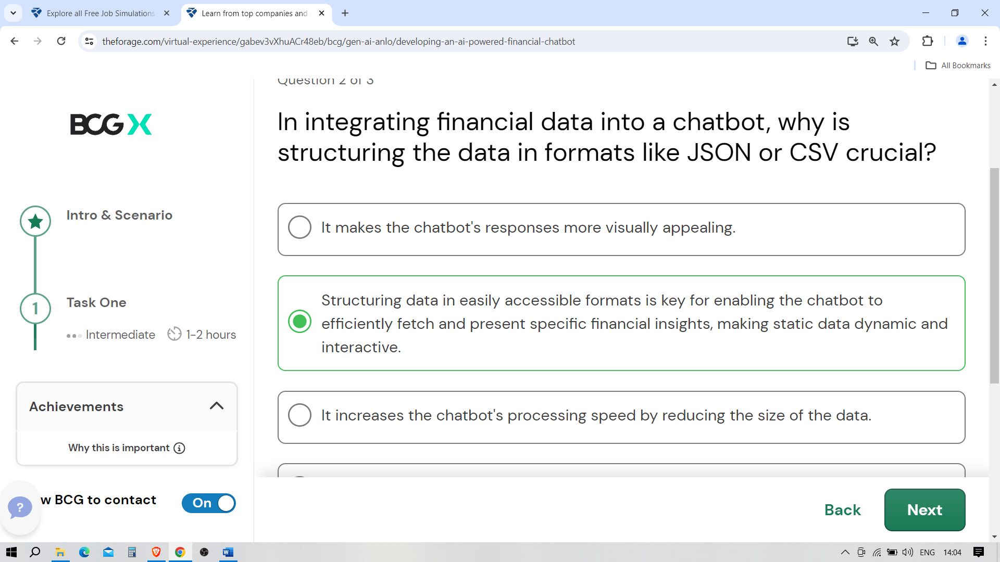 Explore all Free Job Simulations
Learn from top companies and
theforage.com/virtual-experience/gabev3vXhuACr48eb/bcg/gen-ai-anlo/developing-an-ai-powered-financial-chatbot
All Bookmarks
BCG X
Intro & Scenario
1
Task One
Intermediate 1-2 hours
Achievements
Why this is important
w BCG to contact
On
?
Question 2 of 3
In integrating financial data into a chatbot, why is
structuring the data in formats like JSON or CSV crucial?
It makes the chatbot's responses more visually appealing.
Structuring data in easily accessible formats is key for enabling the chatbot to
efficiently fetch and present specific financial insights, making static data dynamic and
interactive.
It increases the chatbot's processing speed by reducing the size of the data.
Back
Next
ENG
14:04